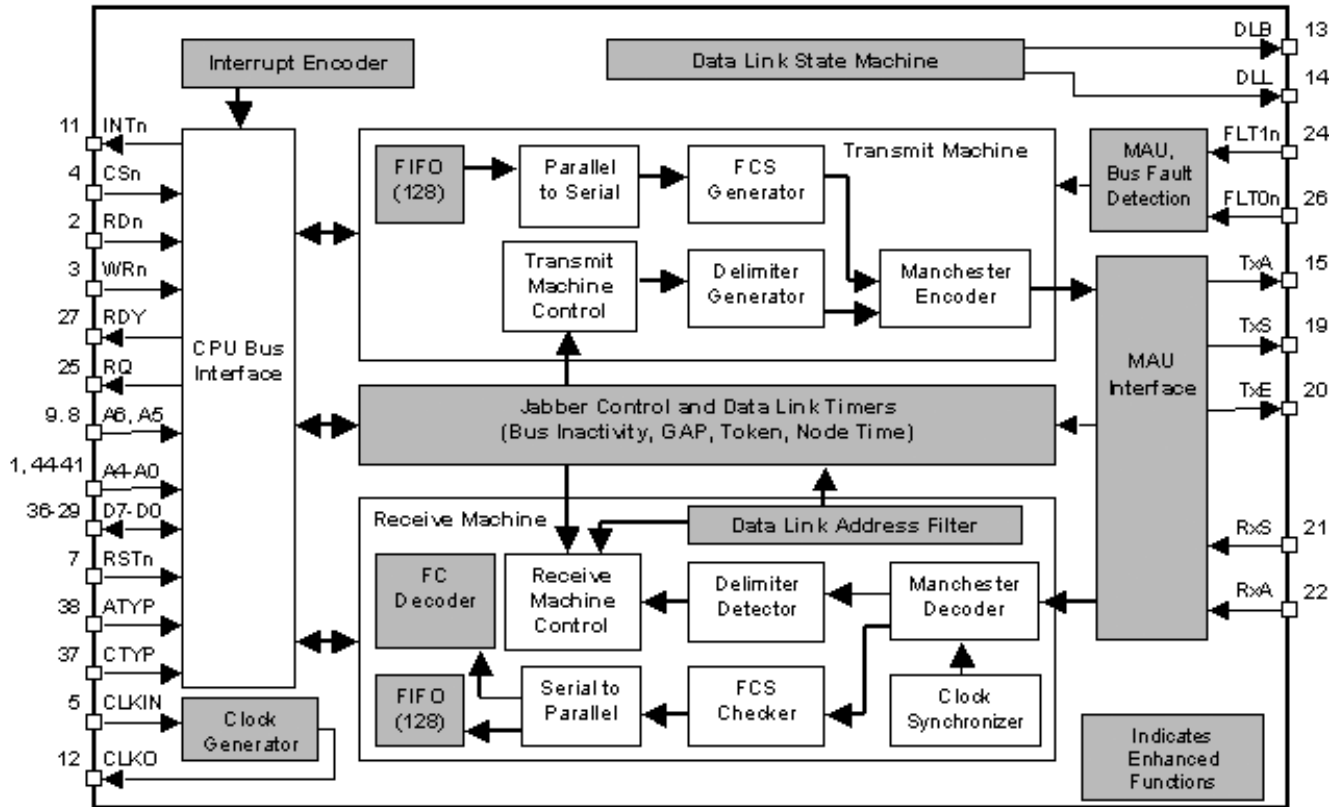 Interrupt Encoder
Data Link State Machine
DLB 13
DLL 14
11 INTn
4 CSn
2 RDn
3 WRn
27 RDY
25 RQ
9.8 A6, A5
1, 44-41 A4-A0
36-29 D7-D0
7 RSTn
38 ATYP
37 CTYP
5 CLKIN
12 CLKO
CPU Bus
Interface
Clock
Generator
Transmit Machine
FIFO
(128)
Parallel
to Serial
FCS
Generator
Transmit
Machine
Control
Delimiter
Generator
Manchester
Encoder
MAU,
Bus Fault
Detection
FLT1n 24
FLT0n 26
MAU
Interface
TxA 15
TxS 19
TxE 20
RxS 21
RxA 22
Jabber Control and Data Link Timers
(Bus Inactivity, GAP, Token, Node Time)
Receive Machine
Data Link Address Filter
FC
Decoder
Receive
Machine
Control
Delimiter
Detector
Manchester
Decoder
FIFO
(128)
Serial to
Parallel
FCS
Checker
Clock
Synchronizer
Indicates
Enhanced
Functions